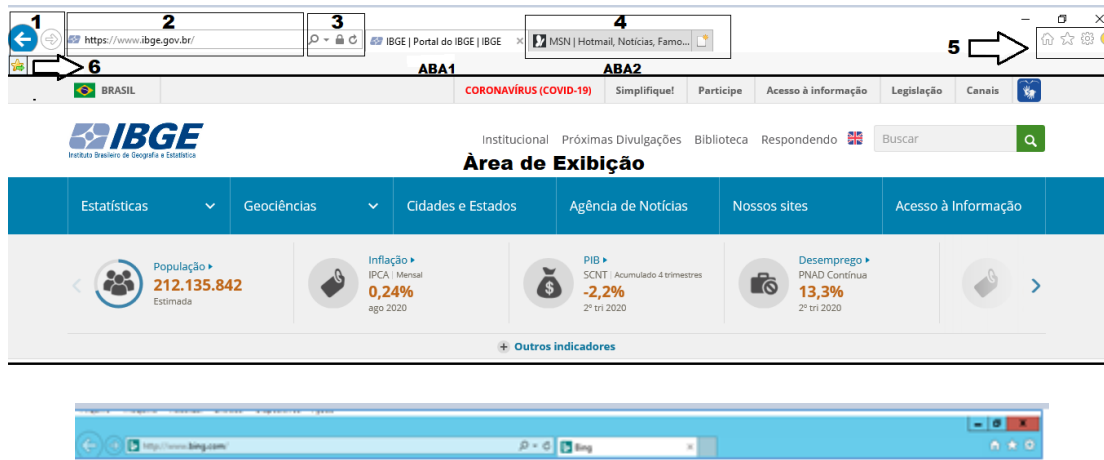 1 2 3 4
https://www.ibge.gov.br/
IBGE | Portal do IBGE | IBGE
MSN | Hotmail, Notícias, Famo...
5
6
ABA1 ABA2
BRASIL CORONAVÍRUS (COVID-19) Simplifique! Participe Acesso à informação Legislação Canais
IBGE
Instituto Brasileiro de Geografia e Estatística
Institucional Próximas Divulgações Biblioteca Respondendo Buscar
Àrea de Exibição
Estatísticas Geociências Cidades e Estados Agência de Notícias Nossos sites Acesso à Informação
População
212.135.842
Estimada
Inflação
IPCA | Mensal
0,24%
ago 2020
PIB
SCNT | Acumulado 4 trimestres
-2,2%
2º tri 2020
Desemprego
PNAD Contínua
13,3%
2º tri 2020
Outros indicadores
http://www.bing.com/ Bing